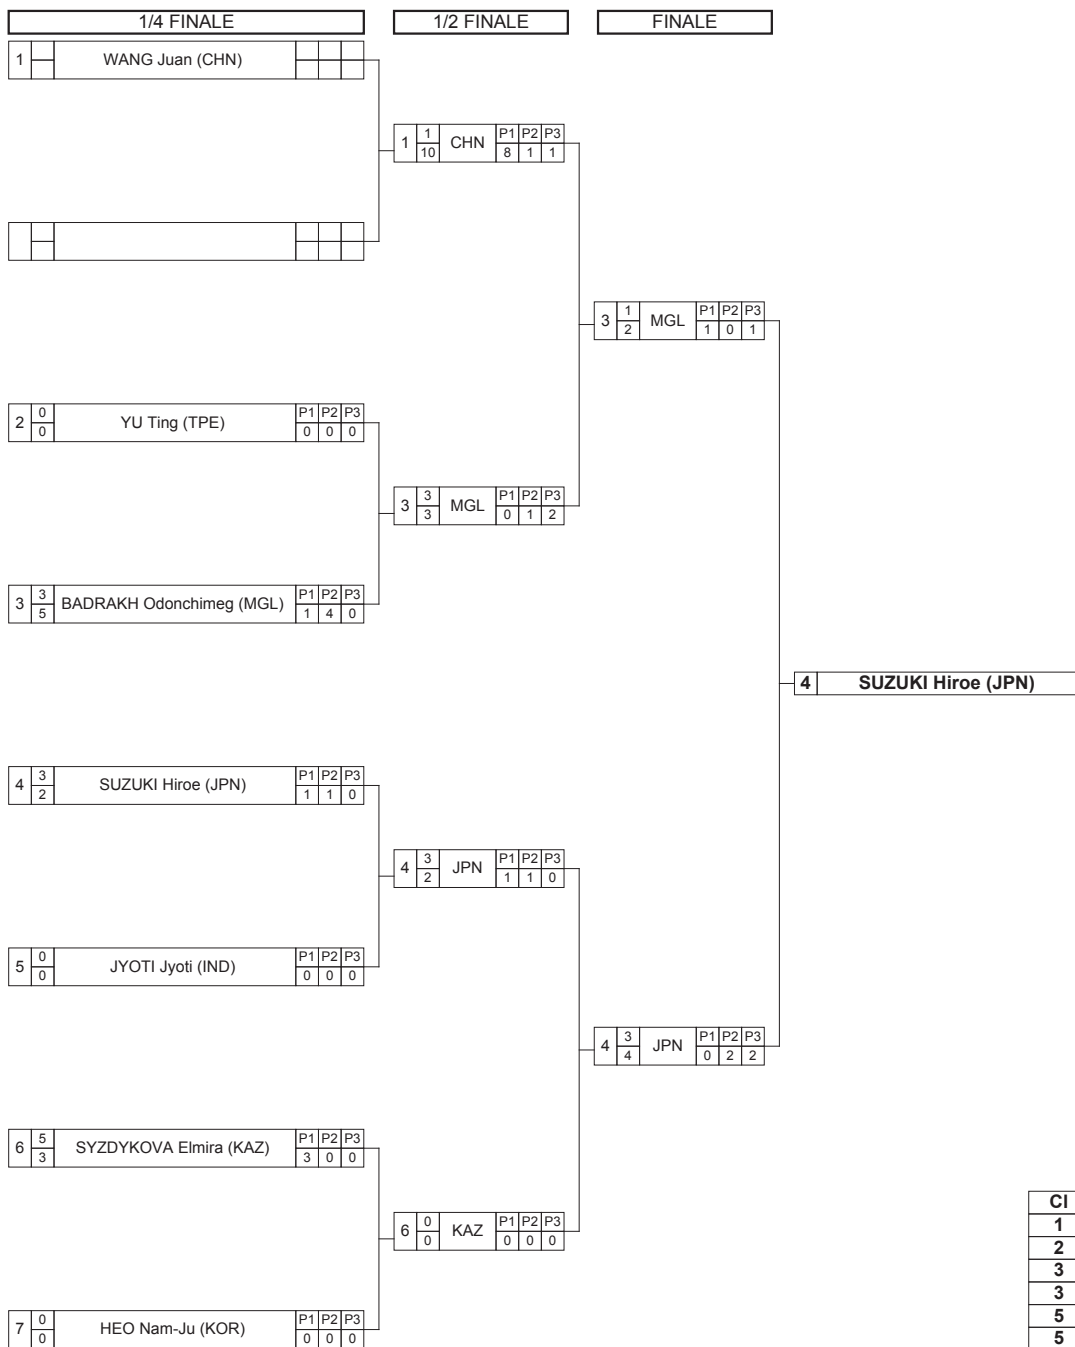 1/4 FINALE 1/2 FINALE FINALE
1 WANG Juan (CHN)
1 1 CHN P1 P2 P3
10 8 1 1
3 1 MGL P1 P2 P3
2 1 0 1
2 0 YU Ting (TPE) P1 P2 P3
0 0 0 0
3 3 MGL P1 P2 P3
3 0 1 2
3 3 BADRAKH Odonchimeg (MGL) P1 P2 P3
5 1 4 0
4 SUZUKI Hiroe (JPN)
4 3 SUZUKI Hiroe (JPN) P1 P2 P3
2 1 1 0
4 3 JPN P1 P2 P3
2 1 1 0
5 0 JYOTI Jyoti (IND) P1 P2 P3
0 0 0 0
4 3 JPN P1 P2 P3
4 0 2 2
6 5 SYZDYKOVA Elmira (KAZ) P1 P2 P3
3 3 0 0
6 0 KAZ P1 P2 P3
0 0 0 0
7 0 HEO Nam-Ju (KOR) P1 P2 P3
0 0 0 0
Cl
1
2
3
3
5
5